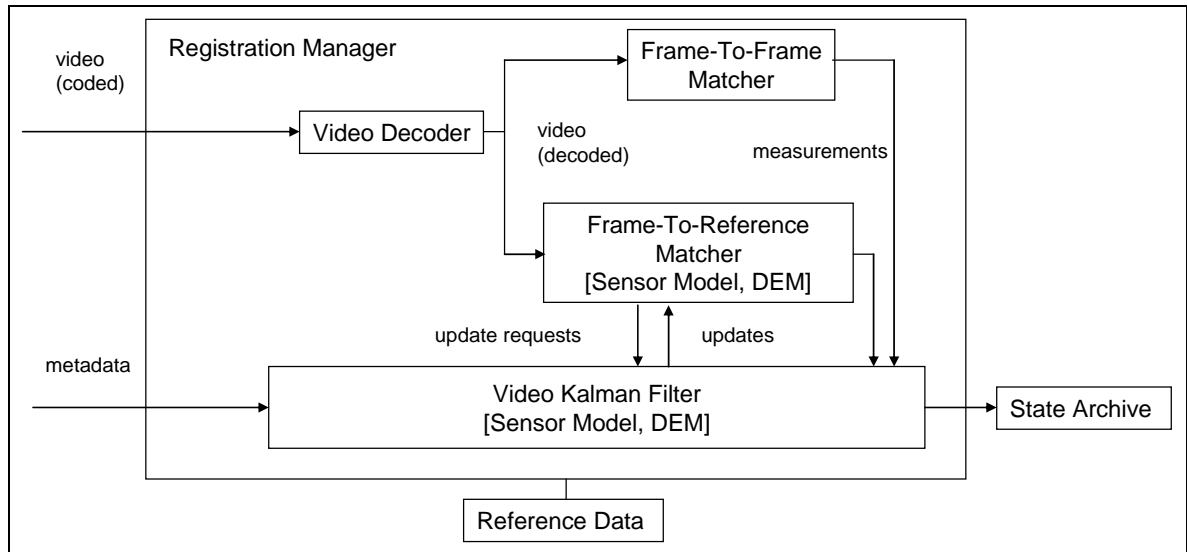 Registration Manager
video
(coded)
Frame-To-Frame
Matcher
Video Decoder
video
(decoded)
measurements
Frame-To-Reference
Matcher
[Sensor Model, DEM]
update requests
updates
metadata
Video Kalman Filter
[Sensor Model, DEM]
State Archive
Reference Data